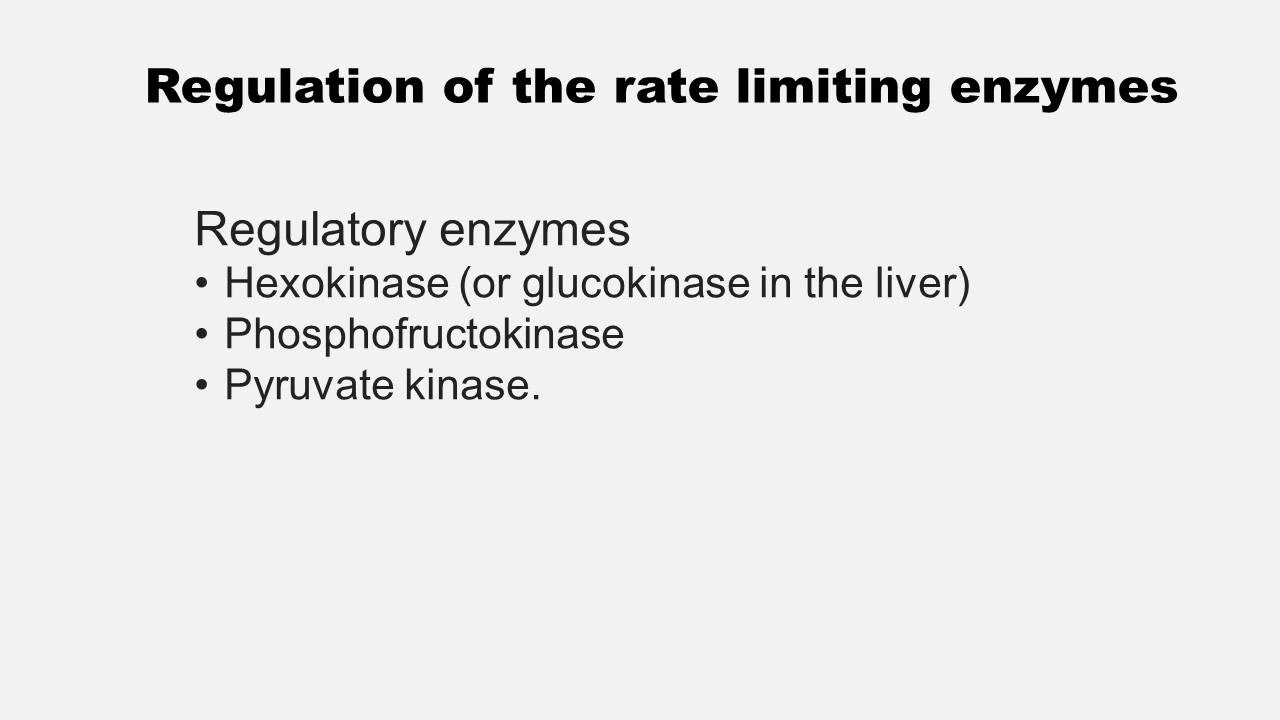 Regulation of the rate limiting enzymes
Regulatory enzymes
• Hexokinase (or glucokinase in the liver)
• Phosphofructokinase
• Pyruvate kinase.